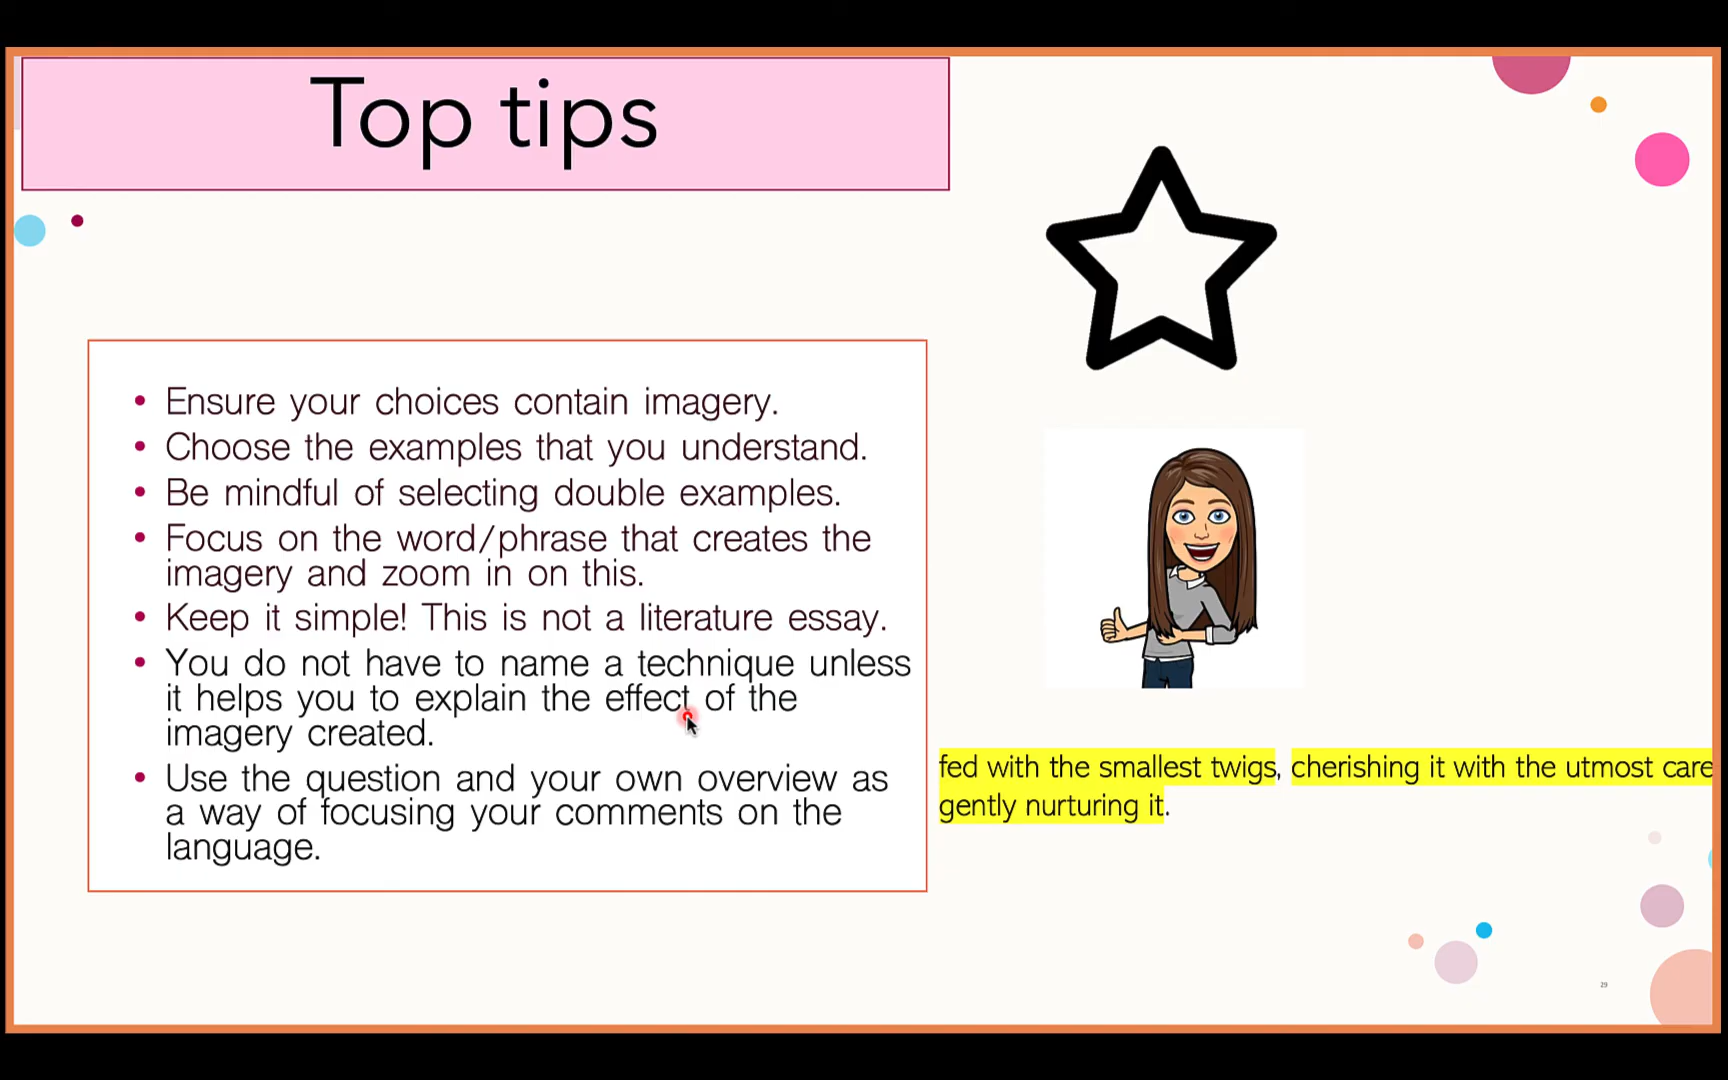 Top tips
• Ensure your choices contain imagery.
• Choose the examples that you understand.
• Be mindful of selecting double examples.
• Focus on the word/phrase that creates the
imagery and zoom in on this.
• Keep it simple! This is not a literature essay.
• You do not have to name a technique unless
it helps you to explain the effect of the
imagery created.
• Use the question and your own overview as
a way of focusing your comments on the
language.
fed with the smallest twigs, cherishing it with the utmost care
gently nurturing it.
29